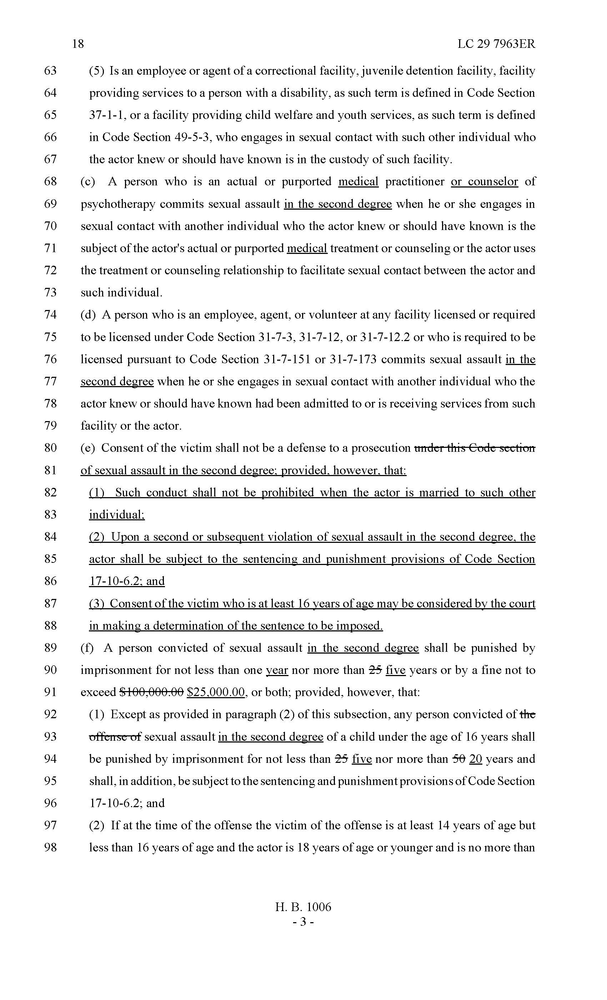 18 LC 29 7963ER
63 (5) Is an employee or agent of a correctional facility, juvenile detention facility, facility
64 providing services to a person with a disability, as such term is defined in Code Section
65 37-1-1, or a facility providing child welfare and youth services, as such term is defined
66 in Code Section 49-5-3, who engages in sexual contact with such other individual who
67 the actor knew or should have known is in the custody of such facility.
68 (c) A person who is an actual or purported medical practitioner or counselor of
69 psychotherapy commits sexual assault in the second degree when he or she engages in
70 sexual contact with another individual who the actor knew or should have known is the
71 subject of the actor's actual or purported medical treatment or counseling or the actor uses
72 the treatment or counseling relationship to facilitate sexual contact between the actor and
73 such individual.
74 (d) A person who is an employee, agent, or volunteer at any facility licensed or required
75 to be licensed under Code Section 31-7-3, 31-7-12, or 31-7-12.2 or who is required to be
76 licensed pursuant to Code Section 31-7-151 or 31-7-173 commits sexual assault in the
77 second degree when he or she engages in sexual contact with another individual who the
78 actor knew or should have known had been admitted to or is receiving services from such
79 facility or the actor.
80 (e) Consent of the victim shall not be a defense to a prosecution under this Code section
81 of sexual assault in the second degree; provided, however, that:
82 (1) Such conduct shall not be prohibited when the actor is married to such other
83 individual;
84 (2) Upon a second or subsequent violation of sexual assault in the second degree, the
85 actor shall be subject to the sentencing and punishment provisions of Code Section
86 17-10-6.2; and
87 (3) Consent of the victim who is at least 16 years of age may be considered by the court
88 in making a determination of the sentence to be imposed.
89 (f) A person convicted of sexual assault in the second degree shall be punished by
90 imprisonment for not less than one year nor more than 25 five years or by a fine not to
91 exceed $100,000.00 $25,000.00, or both; provided, however, that:
92 (1) Except as provided in paragraph (2) of this subsection, any person convicted of the
93 offense of sexual assault in the second degree of a child under the age of 16 years shall
94 be punished by imprisonment for not less than 25 five nor more than 50 20 years and
95 shall, in addition, be subject to the sentencing and punishment provisions of Code Section
96 17-10-6.2; and
97 (2) If at the time of the offense the victim of the offense is at least 14 years of age but
98 less than 16 years of age and the actor is 18 years of age or younger and is no more than
H. B. 1006
- 3 -